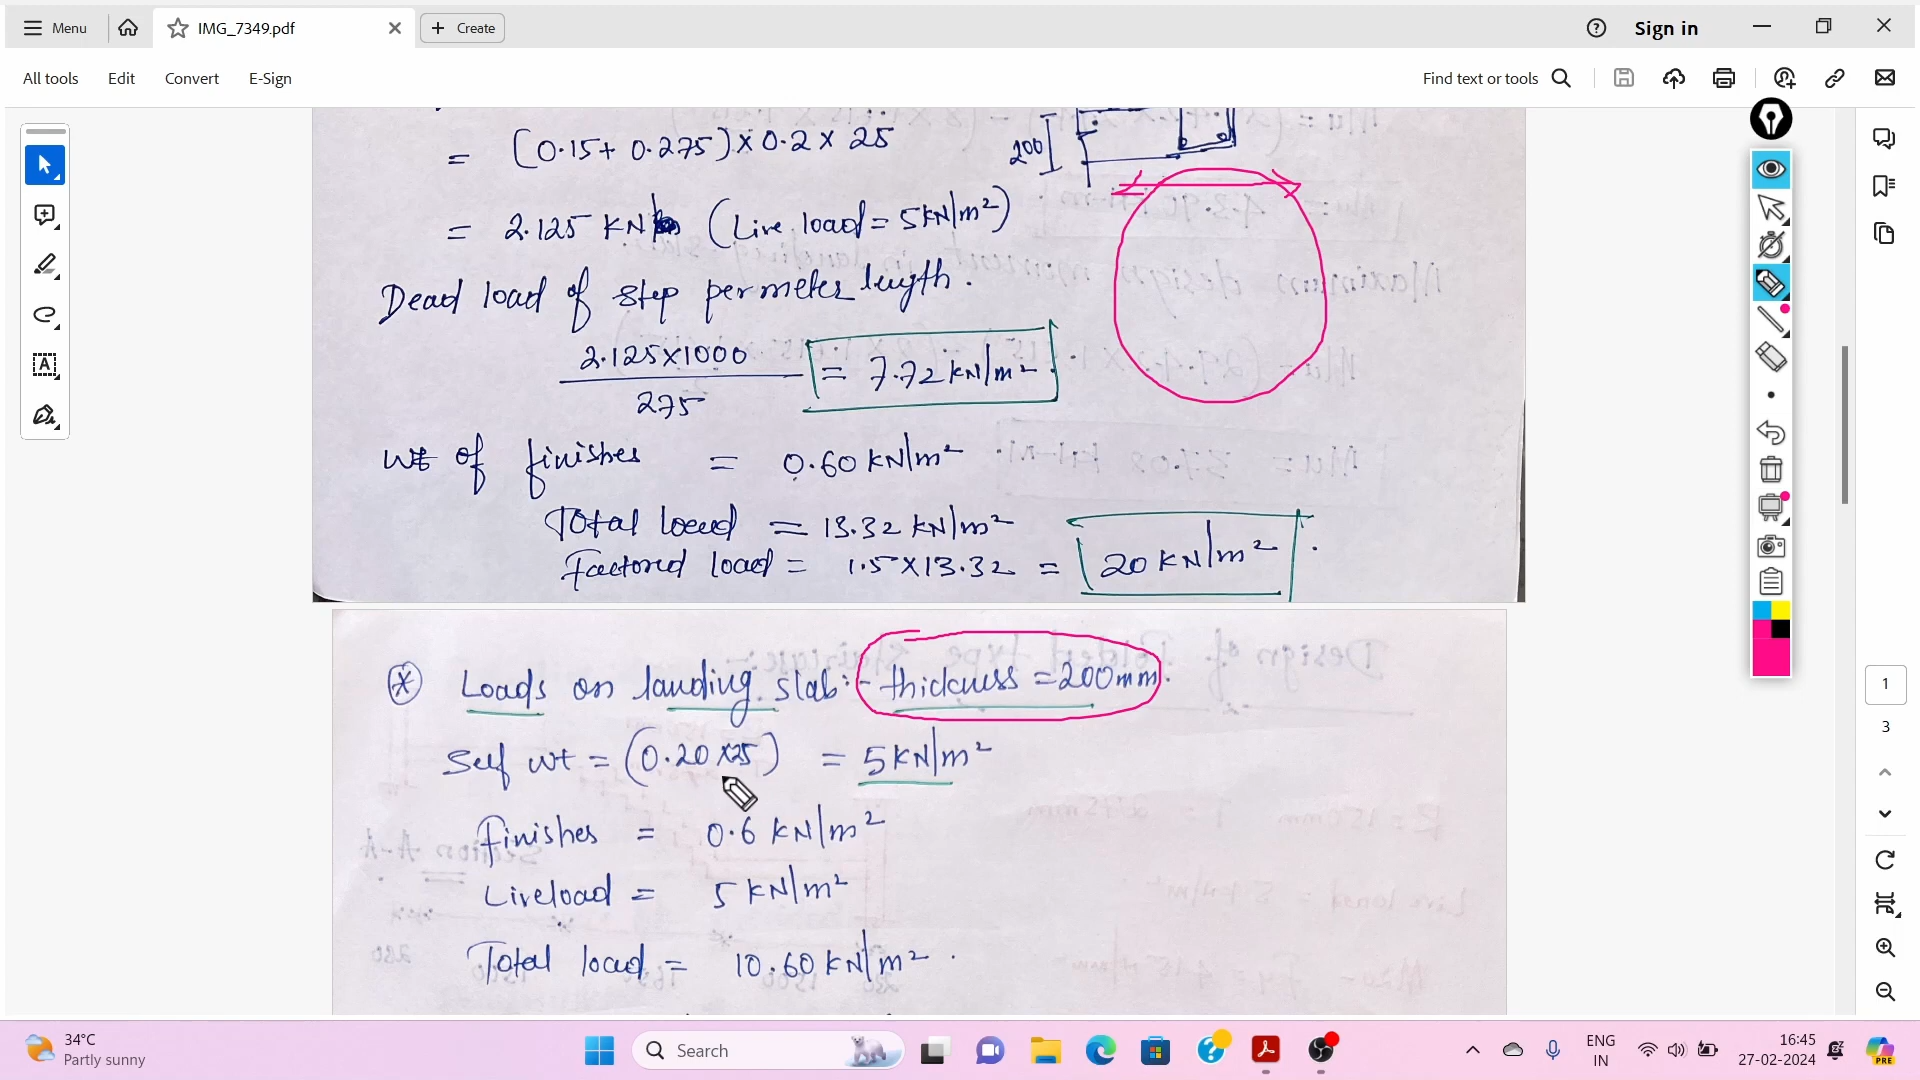 Menu
IMG_7349.pdf
Create
Sign in
All tools
Edit
Convert
E-Sign
Find text or tools
= (0.15+ 0.275) × 0.2 × 25
200
= 2.125 KN (Live load = 5 kN/m²)
Dead load of step per meter length.
2.125×1000
275
= 7.72 kN/m²
wt of finishes = 0.60 kN/m²
Total load = 13.32 kN/m²
Factored load = 1.5×13.32 = 20 KN/m².
* Loads on landing slab:- thickness = 200mm.
Self wt = (0.20×25) = 5 kN/m²
finishes = 0.6 kN/m²
Liveload = 5 kN/m²
Total load = 10.60 kN/m².
1
3
34°C
Partly sunny
Search
ENG
IN
16:45
27-02-2024
PRE